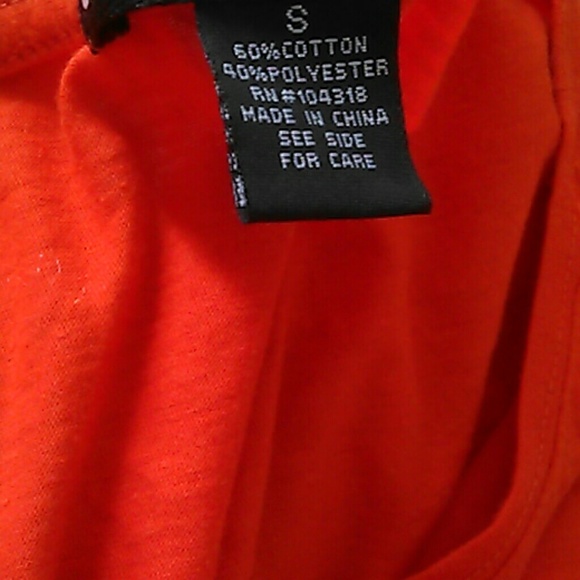 S
60%COTTON
40%POLYESTER
RN#104318
MADE IN CHINA
SEE SIDE
FOR CARE